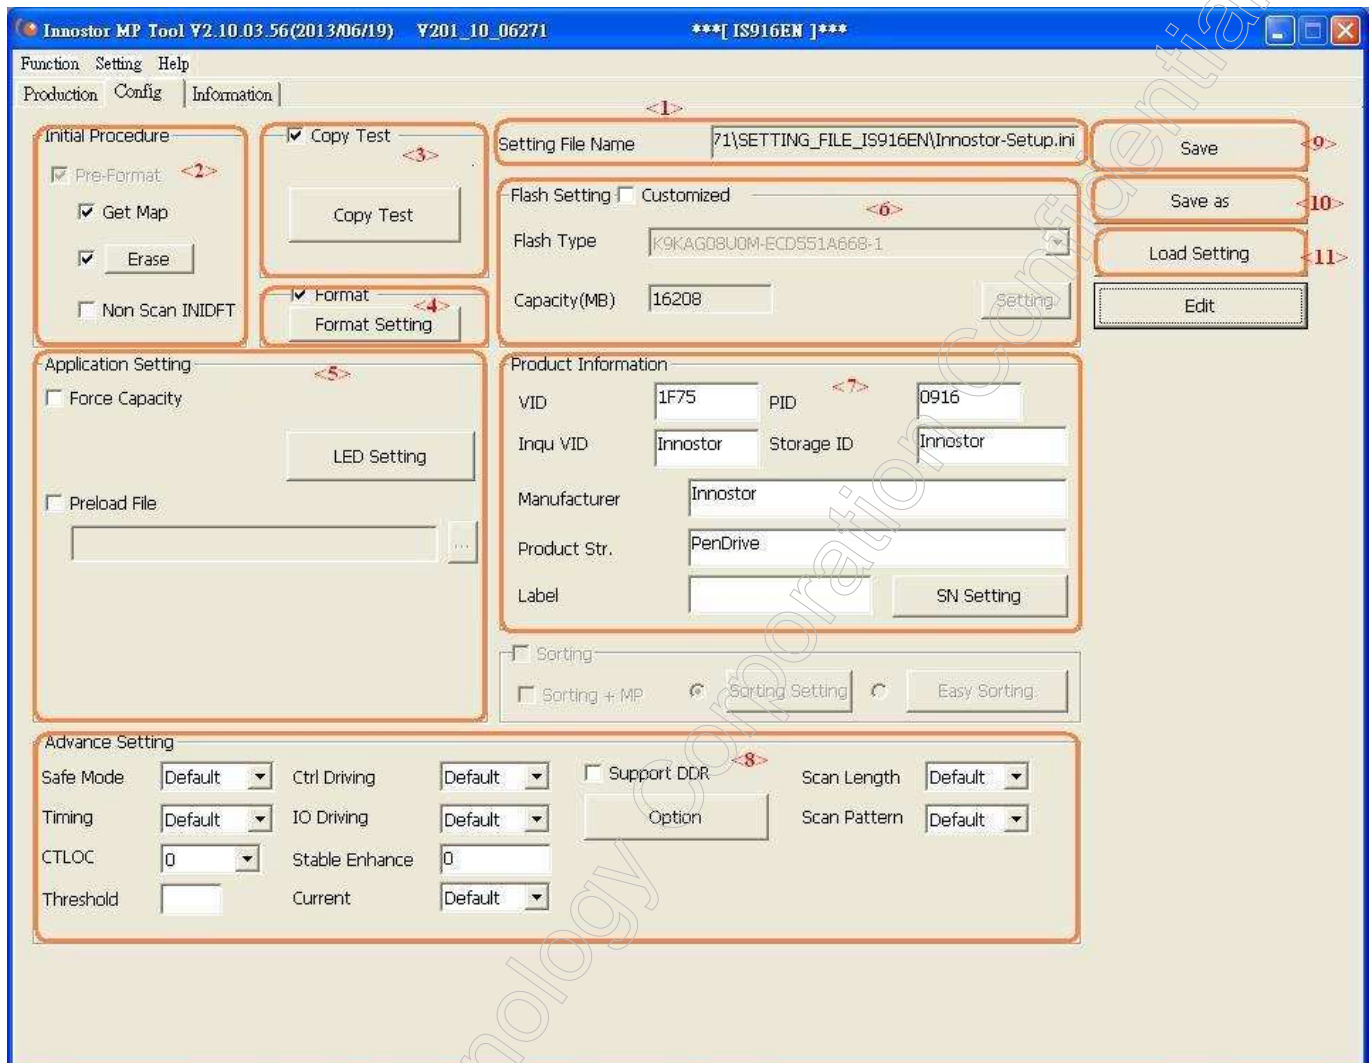 Innostor MP Tool V2.10.03.56(2013/06/19) V201_10_06271 ***[ IS916EN ]***
Function Setting Help
Production Config Information
<1>
Initial Procedure
Pre-Format <2>
Get Map
Erase
Non Scan INIDFT
Copy Test
<3>
Copy Test
Format <4>
Format Setting
Setting File Name 71\SETTING_FILE_IS916EN\Innostor-Setup.ini
Flash Setting Customized <6>
Flash Type K9KAG08U0M-ECD551A668-1
Capacity(MB) 16208 Setting
Save <9>
Save as <10>
Load Setting <11>
Edit
Application Setting <5>
Force Capacity
LED Setting
Preload File
...
Product Information <7>
VID 1F75 PID 0916
Inqu VID Innostor Storage ID Innostor
Manufacturer Innostor
Product Str. PenDrive
Label SN Setting
Sorting
Sorting + MP Sorting Setting Easy Sorting
Advance Setting <8>
Safe Mode Default Ctrl Driving Default Support DDR Scan Length Default
Timing Default IO Driving Default Option Scan Pattern Default
CTLOC 0 Stable Enhance 0
Threshold Current Default
nology Corporation Confidential